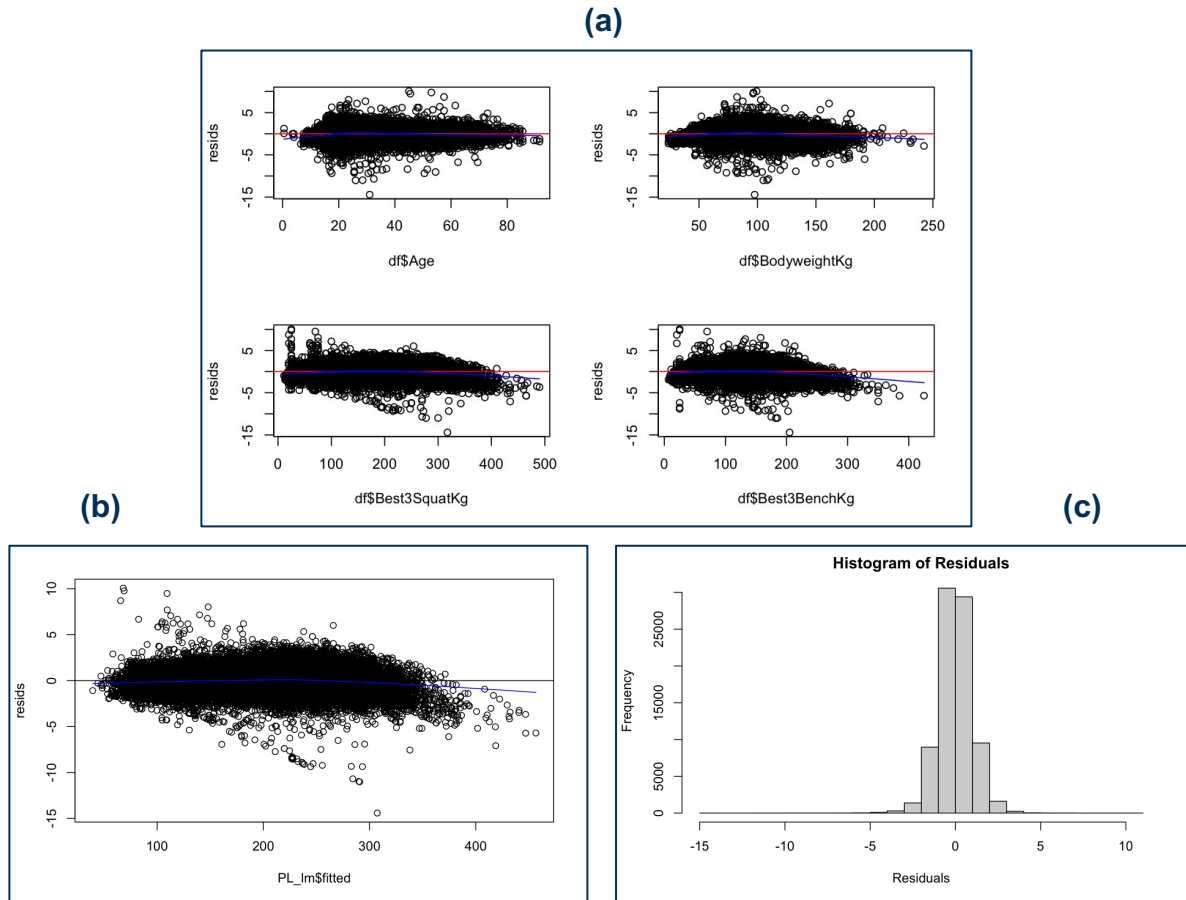 (a)
resids
5
-5
-15
0 20 40 60 80
df$Age
resids
5
-5
-15
50 100 150 200 250
df$BodyweightKg
resids
5
-5
-15
0 100 200 300 400 500
df$Best3SquatKg
resids
5
-5
-15
0 100 200 300 400
df$Best3BenchKg
(b)
(c)
resids
10
5
0
-5
-10
-15
100 200 300 400
PL_lm$fitted
Histogram of Residuals
Frequency
25000
15000
5000
0
-15 -10 -5 0 5 10
Residuals